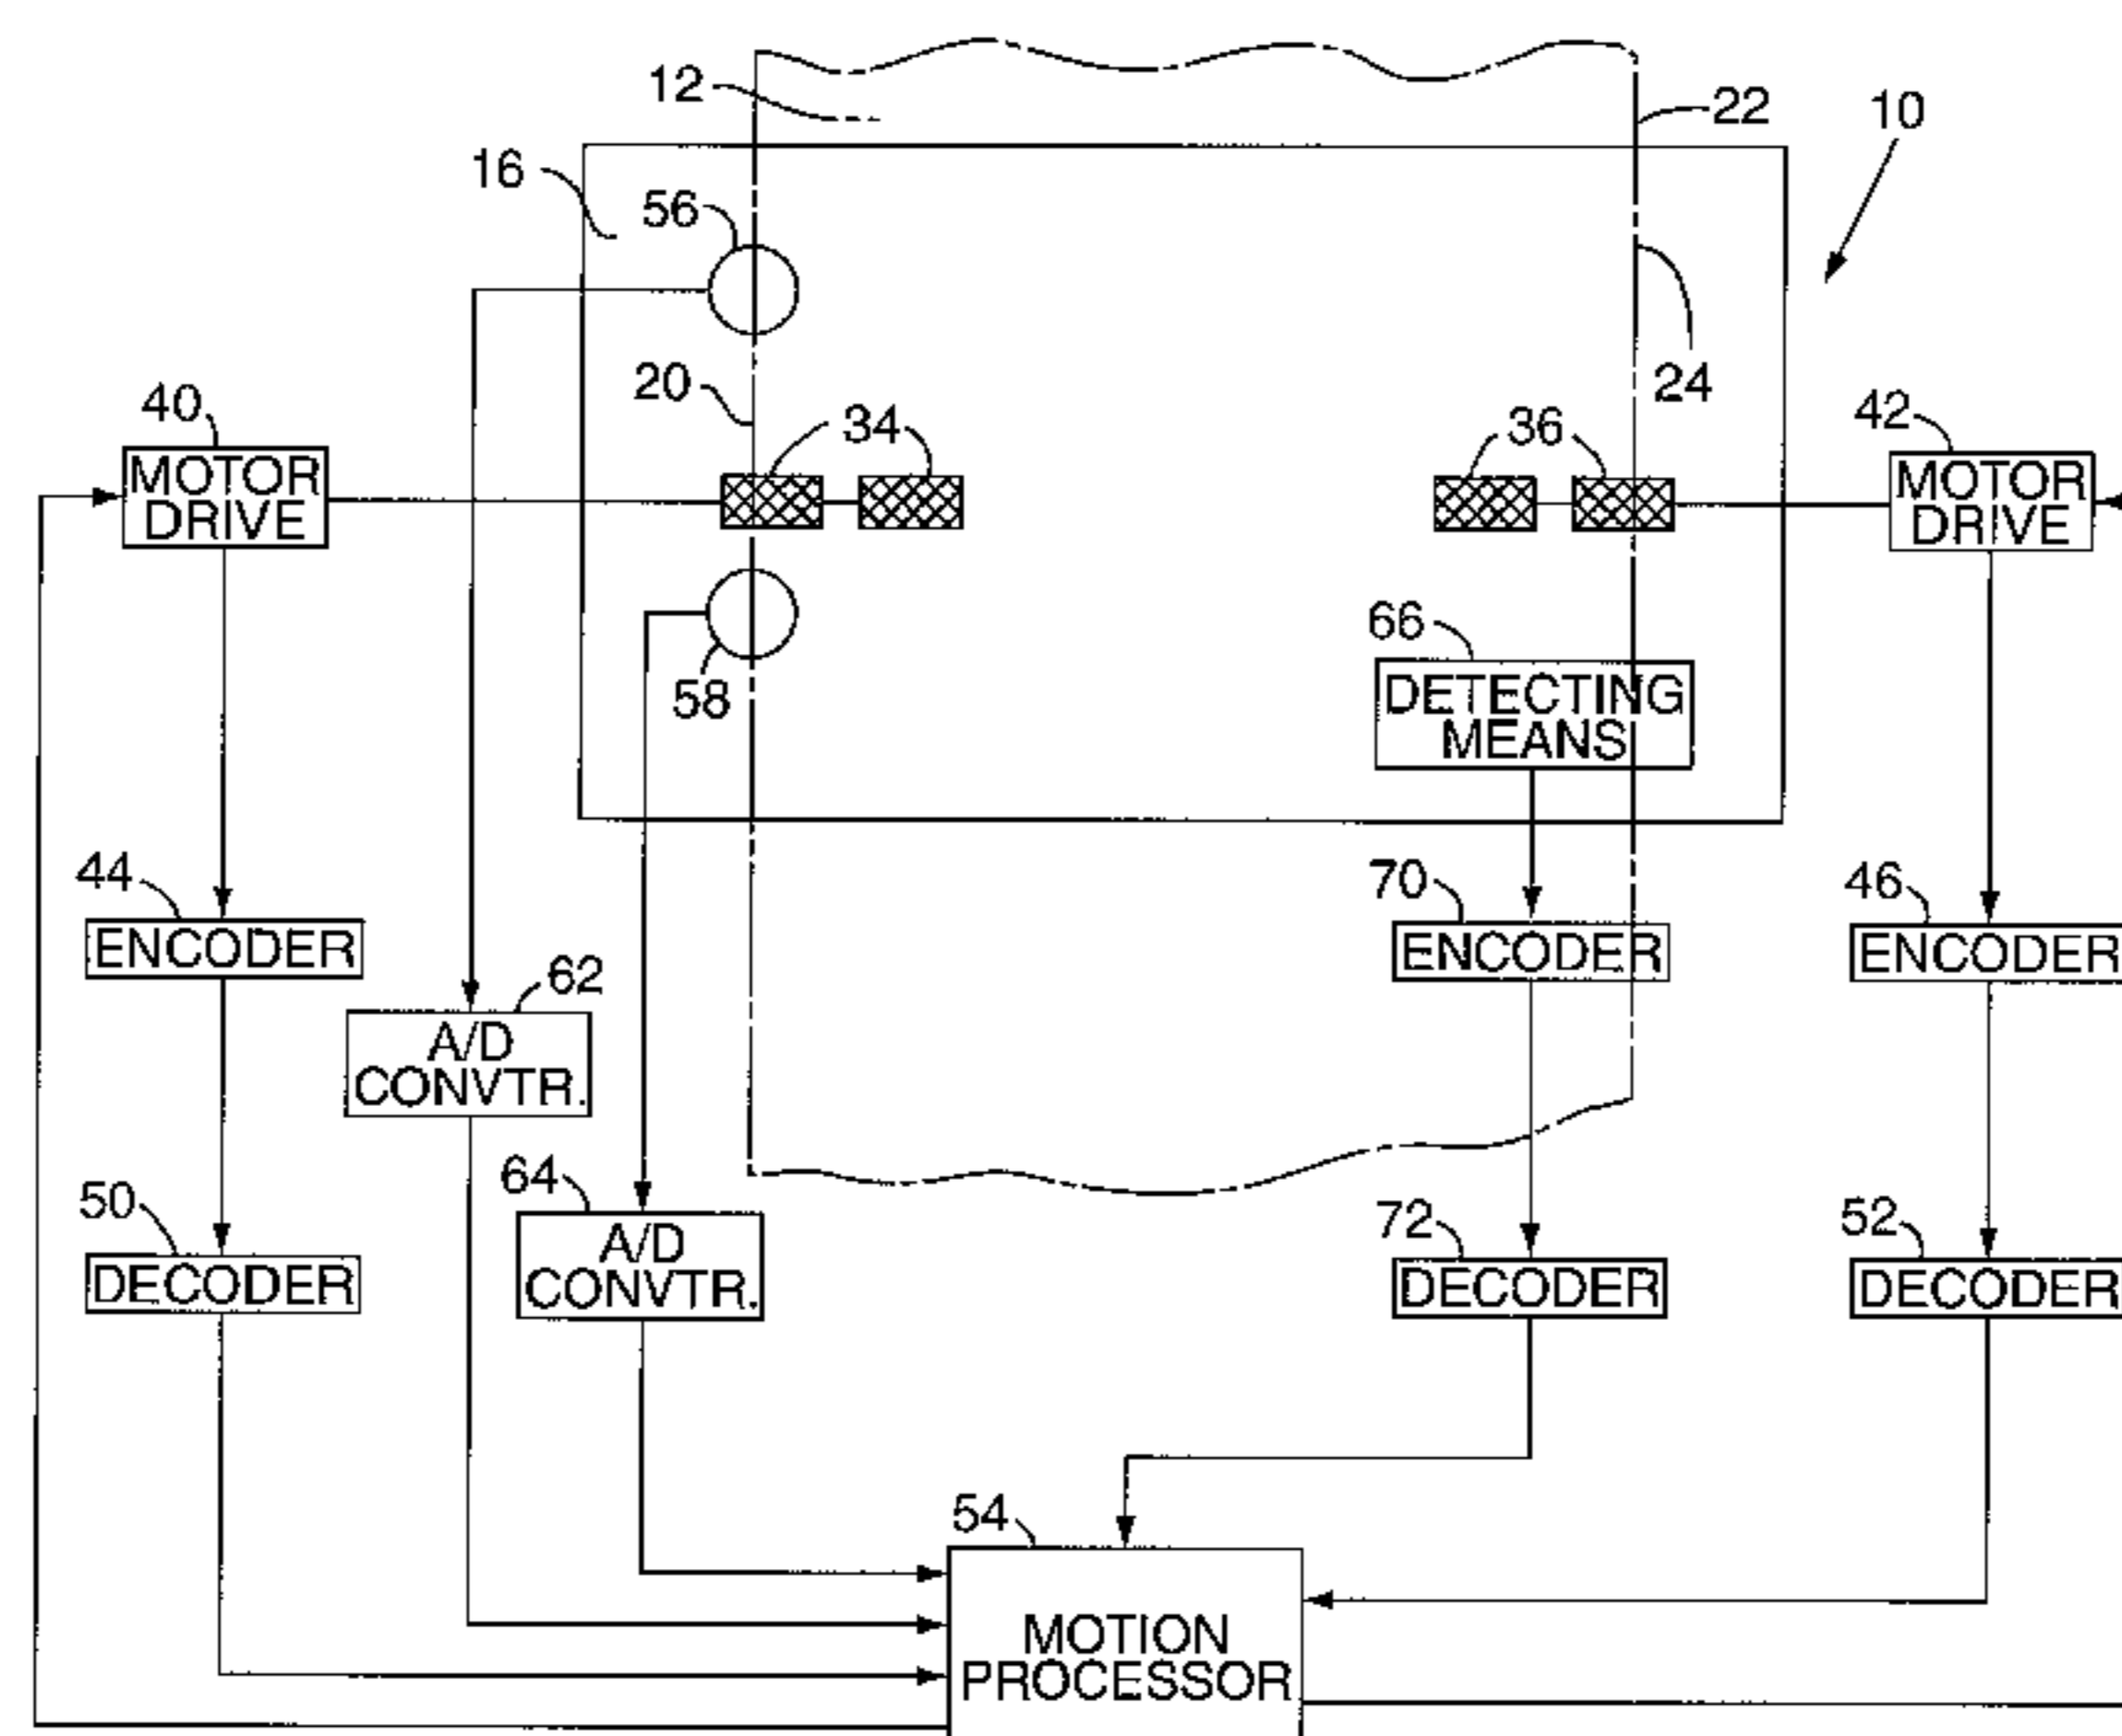 12
22
10
16
56
20
24
40
34
36
42
MOTOR
DRIVE
MOTOR
DRIVE
66
58
DETECTING
MEANS
44
70
46
ENCODER
ENCODER
ENCODER
62
A/D
CONVTR.
64
50
72
52
A/D
CONVTR.
DECODER
DECODER
DECODER
54
MOTION
PROCESSOR